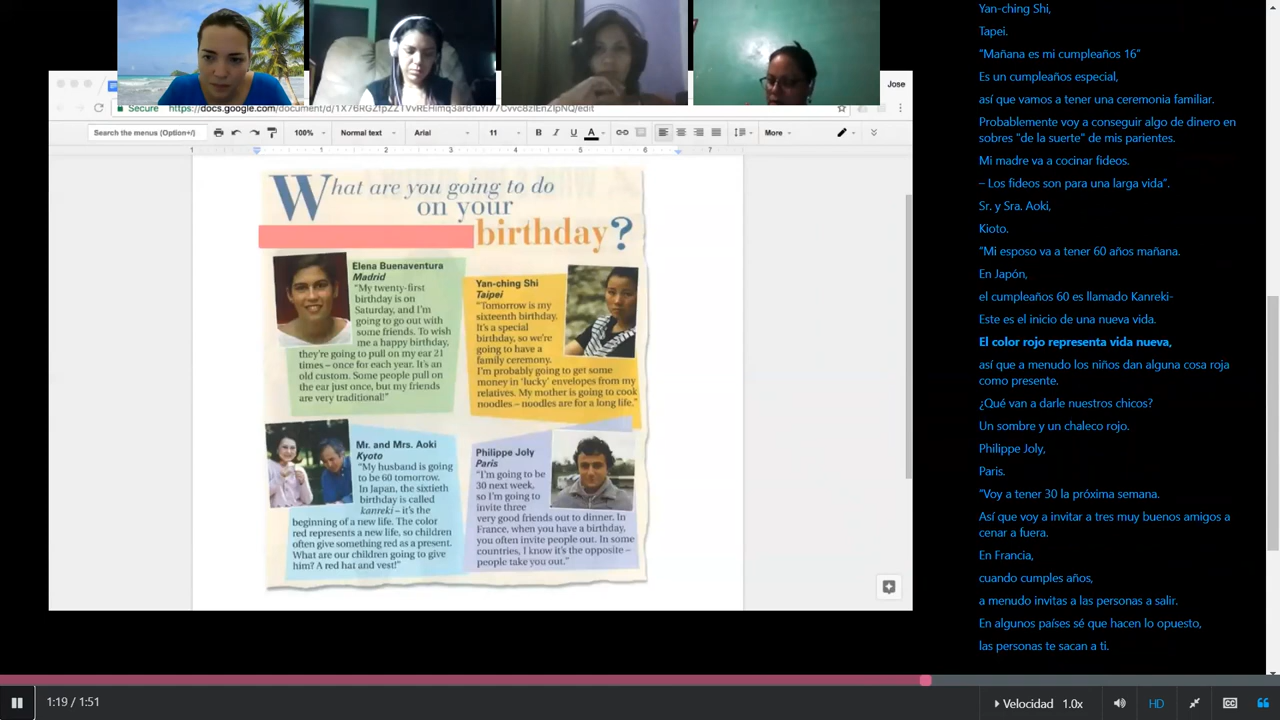 Jose
Secure
edit
Search the menus (Option+/)
100%
Normal text
Arial
11
B I U A
More
1 1 2 3 4 5 6 7
What are you going to do
on your
birthday?
Elena Buenaventura
Madrid
"My twenty-first
birthday is on
Saturday, and I'm
going to go out with
some friends. To wish
me a happy birthday,
they're going to pull on my ear 21
times – once for each year. It's an
old custom. Some people pull on
the ear just once, but my friends
are very traditional!"
Yan-ching Shi
Taipei
"Tomorrow is my
sixteenth birthday.
It's a special
birthday, so we're
going to have a
family ceremony.
I'm probably going to get some
money in 'lucky' envelopes from my
relatives. My mother is going to cook
noodles – noodles are for a long life."
Mr. and Mrs. Aoki
Kyoto
"My husband is going
to be 60 tomorrow.
In Japan, the sixtieth
birthday is called
kanreki – it's the
beginning of a new life. The color
red represents a new life, so children
often give something red as a present.
What are our children going to give
him? A red hat and vest!"
Philippe Joly
Paris
"I'm going to be
30 next week,
so I'm going to
invite three
very good friends out to dinner. In
France, when you have a birthday,
you often invite people out. In some
countries, I know it's the opposite –
people take you out."
Yan-ching Shi,
Tapei.
"Mañana es mi cumpleaños 16"
Es un cumpleaños especial,
así que vamos a tener una ceremonia familiar.
Probablemente voy a conseguir algo de dinero en
sobres "de la suerte" de mis parientes.
Mi madre va a cocinar fideos.
– Los fideos son para una larga vida".
Sr. y Sra. Aoki,
Kioto.
"Mi esposo va a tener 60 años mañana.
En Japón,
el cumpleaños 60 es llamado Kanreki-
Este es el inicio de una nueva vida.
El color rojo representa vida nueva,
así que a menudo los niños dan alguna cosa roja
como presente.
¿Qué van a darle nuestros chicos?
Un sombre y un chaleco rojo.
Philippe Joly,
Paris.
"Voy a tener 30 la próxima semana.
Así que voy a invitar a tres muy buenos amigos a
cenar a fuera.
En Francia,
cuando cumples años,
a menudo invitas a las personas a salir.
En algunos países sé que hacen lo opuesto,
las personas te sacan a ti.
1:19 / 1:51
Velocidad 1.0x
HD
CC